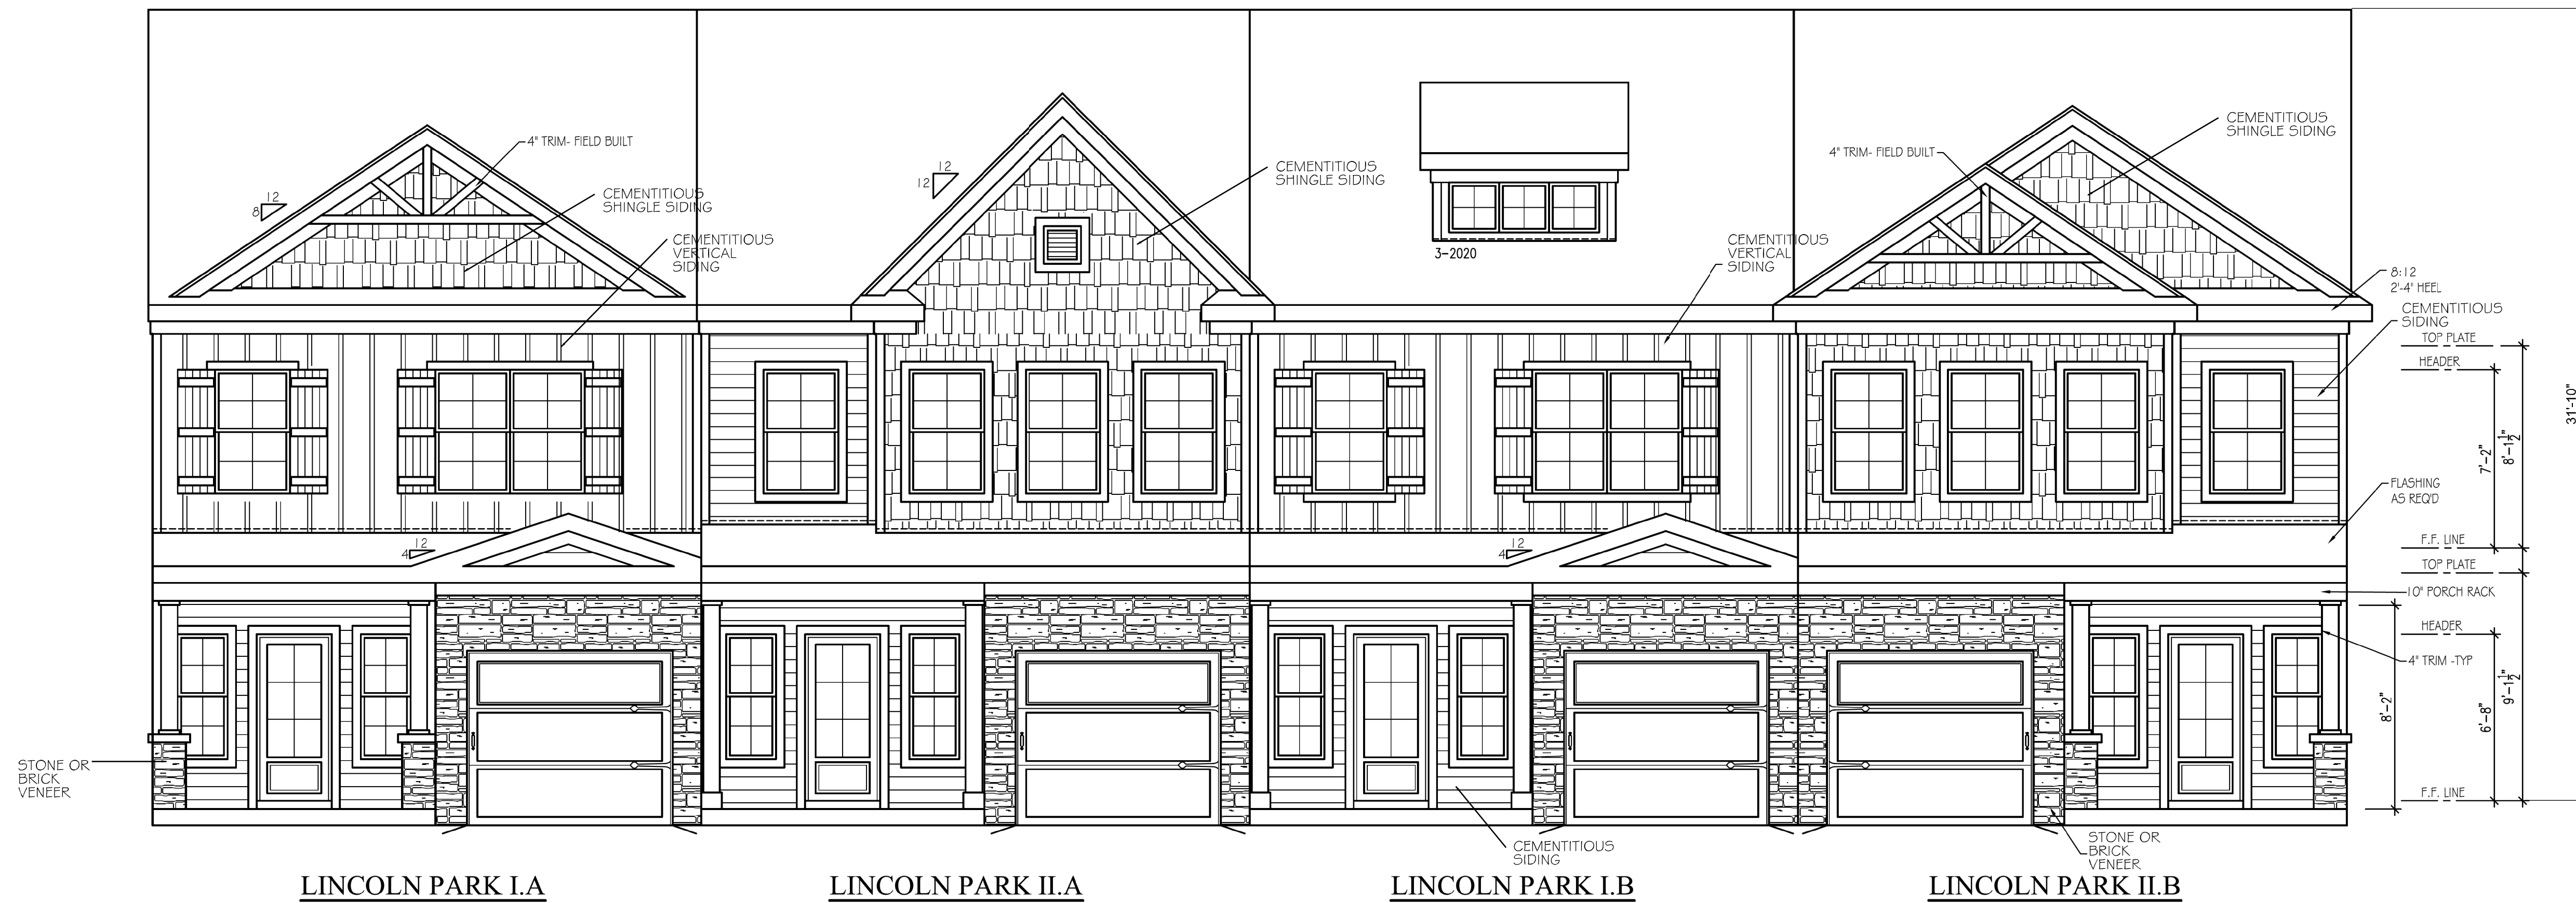 4" TRIM- FIELD BUILT
12
8
CEMENTITIOUS
SHINGLE SIDING
CEMENTITIOUS
VERTICAL
SIDING
12
12
CEMENTITIOUS
SHINGLE SIDING
3-2020
CEMENTITIOUS
VERTICAL
SIDING
4" TRIM- FIELD BUILT
CEMENTITIOUS
SHINGLE SIDING
8:12
2'-4" HEEL
CEMENTITIOUS
SIDING
TOP PLATE
HEADER
7'-2"
8'-1 1/2"
31'-10"
FLASHING
AS REQ'D
12
4
12
4
F.F. LINE
TOP PLATE
10" PORCH RACK
HEADER
4" TRIM -TYP
8'-2"
6'-8"
9'-1 1/2"
F.F. LINE
STONE OR
BRICK
VENEER
CEMENTITIOUS
SIDING
STONE OR
BRICK
VENEER
LINCOLN PARK I.A
LINCOLN PARK II.A
LINCOLN PARK I.B
LINCOLN PARK II.B